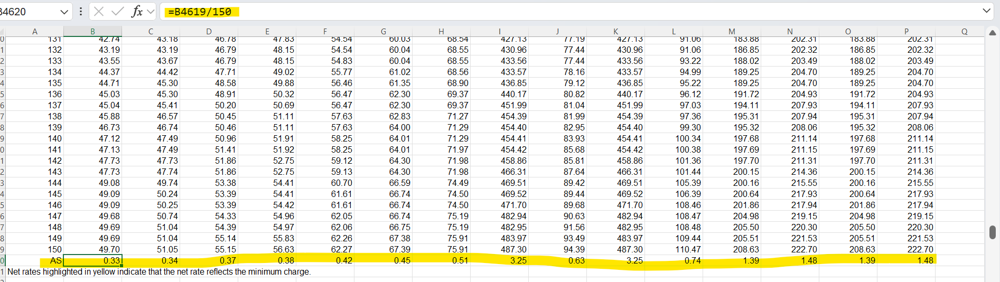 B4620 fx =B4619/150
A B C D E F G H I J K L M N O P Q
0 131 42.74 43.18 46.78 47.83 54.54 60.03 68.54 427.13 77.19 427.13 91.06 183.88 202.31 183.88 202.31
1 132 43.19 43.19 46.79 48.15 54.54 60.04 68.55 430.96 77.44 430.96 91.06 186.85 202.32 186.85 202.32
2 133 43.55 43.67 46.79 48.15 54.83 60.04 68.55 433.56 77.44 433.56 93.22 188.02 203.49 188.02 203.49
3 134 44.37 44.42 47.71 49.02 55.77 61.02 68.56 433.57 78.16 433.57 94.99 189.25 204.70 189.25 204.70
4 135 44.71 45.30 48.58 49.88 56.46 61.35 68.90 436.85 79.12 436.85 95.22 189.25 204.70 189.25 204.70
5 136 45.03 45.30 48.91 50.32 56.47 62.30 69.37 440.17 80.82 440.17 96.12 191.72 204.93 191.72 204.93
6 137 45.04 45.41 50.20 50.69 56.47 62.30 69.37 451.99 81.04 451.99 97.03 194.11 207.93 194.11 207.93
7 138 45.88 46.57 50.45 51.11 57.63 62.83 71.27 454.39 81.99 454.39 97.36 195.31 207.94 195.31 207.94
8 139 46.73 46.74 50.46 51.11 57.63 64.00 71.29 454.40 82.95 454.40 99.30 195.32 208.06 195.32 208.06
9 140 47.12 47.49 50.96 51.91 58.25 64.01 71.29 454.41 83.93 454.41 100.34 197.68 211.14 197.68 211.14
0 141 47.13 47.49 51.41 51.92 58.25 64.01 71.97 454.42 85.68 454.42 100.38 197.69 211.15 197.69 211.15
1 142 47.73 47.73 51.86 52.75 59.12 64.30 71.98 458.86 85.81 458.86 101.36 197.70 211.31 197.70 211.31
2 143 47.73 47.74 51.86 52.75 59.13 64.30 71.98 466.31 87.64 466.31 101.44 200.15 214.36 200.15 214.36
3 144 49.08 49.74 53.38 54.41 60.70 66.59 74.49 469.51 89.42 469.51 105.39 200.16 215.55 200.16 215.55
4 145 49.09 50.24 53.39 54.41 61.61 66.74 74.50 469.52 89.44 469.52 106.39 200.64 217.93 200.64 217.93
5 146 49.09 50.25 53.39 54.42 61.61 66.74 74.50 471.70 89.68 471.70 108.46 201.86 217.94 201.86 217.94
6 147 49.68 50.74 54.33 54.96 62.05 66.74 75.19 482.94 90.63 482.94 108.47 204.98 219.15 204.98 219.15
7 148 49.69 51.04 54.39 54.97 62.06 66.75 75.19 482.95 91.56 482.95 108.48 205.50 220.30 205.50 220.30
8 149 49.69 51.04 55.14 55.83 62.26 67.38 75.91 483.97 93.49 483.97 109.44 205.51 221.53 205.51 221.53
9 150 49.70 51.05 55.15 56.63 62.27 67.39 75.91 487.30 94.39 487.30 110.47 208.63 222.70 208.63 222.70
0 AS 0.33 0.34 0.37 0.38 0.42 0.45 0.51 3.25 0.63 3.25 0.74 1.39 1.48 1.39 1.48
1 Net rates highlighted in yellow indicate that the net rate reflects the minimum charge.